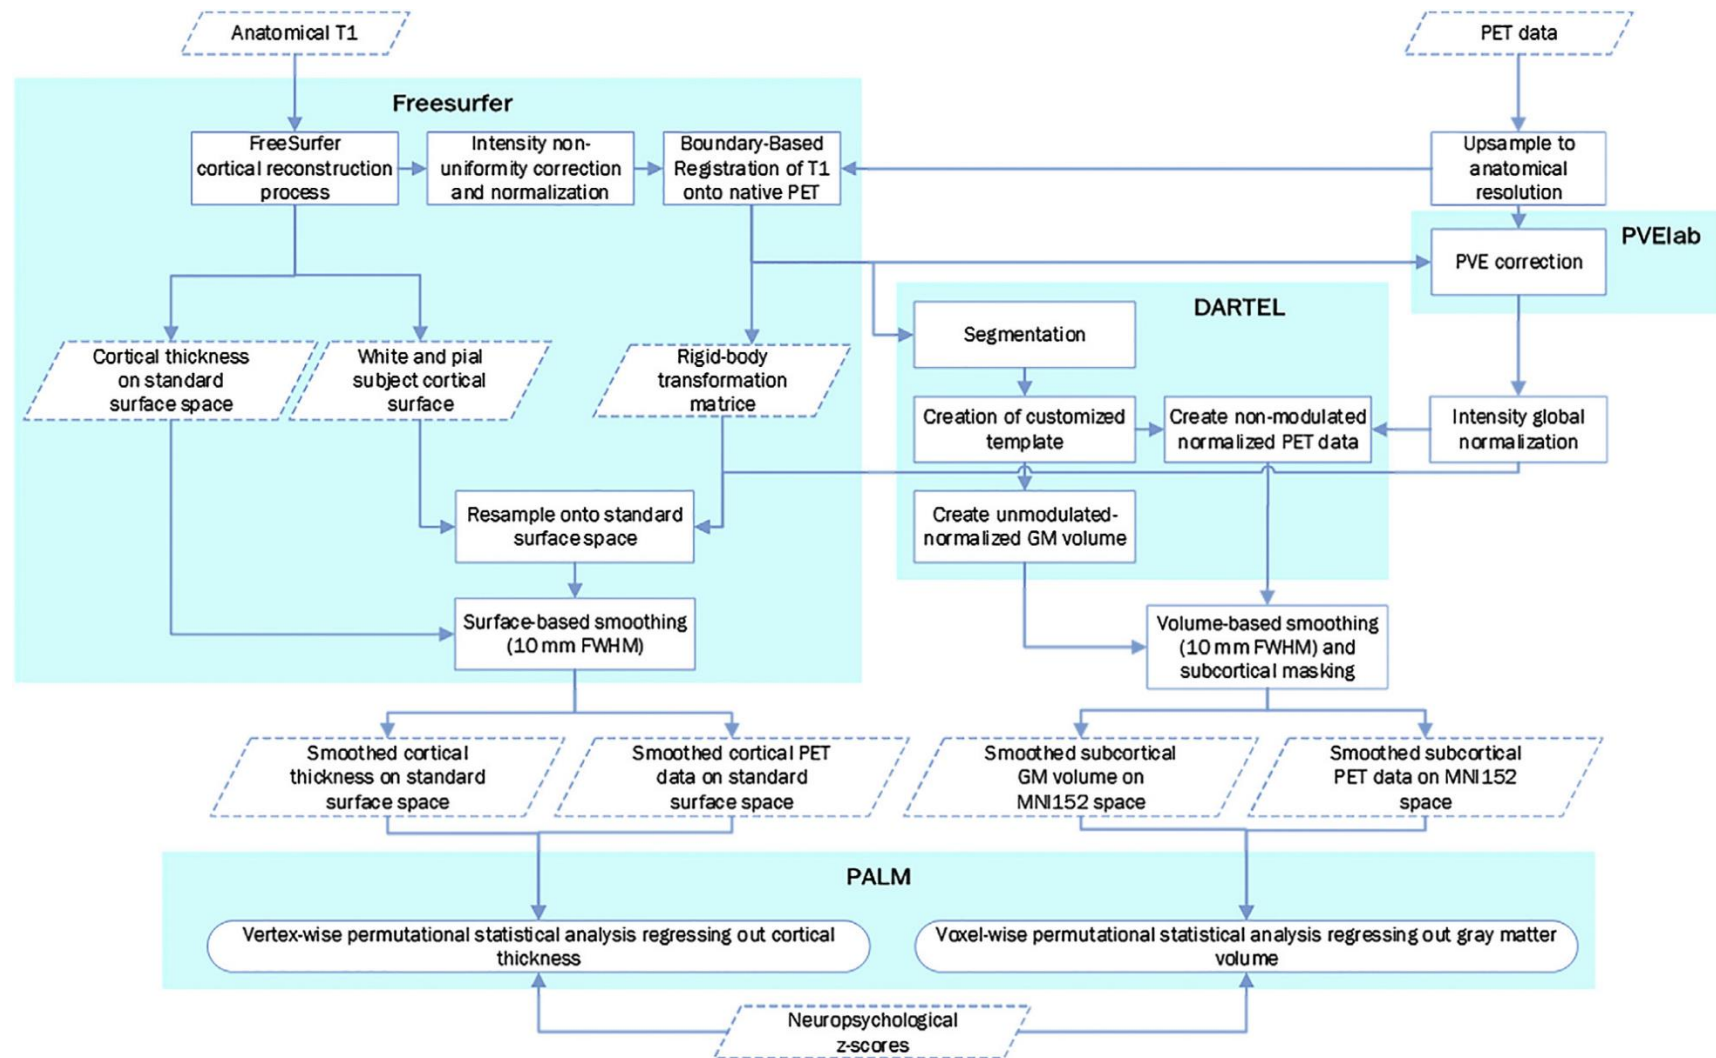 Anatomical T1
PET data
Freesurfer
FreeSurfer
cortical reconstruction
process
Intensity non-
uniformity correction
and normalization
Boundary-Based
Registration of T1
onto native PET
Upsample to
anatomical
resolution
PVElab
PVE correction
DARTEL
Segmentation
Cortical thickness
on standard
surface space
White and pial
subject cortical
surface
Rigid-body
transformation
matrice
Creation of customized
template
Create non-modulated
normalized PET data
Intensity global
normalization
Resample onto standard
surface space
Create unmodulated-
normalized GM volume
Surface-based smoothing
(10 mm FWHM)
Volume-based smoothing
(10 mm FWHM) and
subcortical masking
Smoothed cortical
thickness on standard
surface space
Smoothed cortical PET
data on standard
surface space
Smoothed subcortical
GM volume on
MNI152 space
Smoothed subcortical
PET data on MNI152
space
PALM
Vertex-wise permutational statistical analysis regressing out cortical
thickness
Voxel-wise permutational statistical analysis regressing out gray matter
volume
Neuropsychological
z-scores